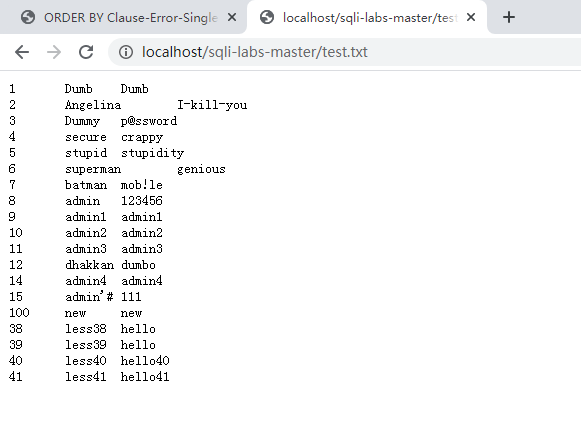 ORDER BY Clause-Error-Single
localhost/sqli-labs-master/test
localhost/sqli-labs-master/test.txt
1 Dumb Dumb
2 Angelina I-kill-you
3 Dummy p@ssword
4 secure crappy
5 stupid stupidity
6 superman genious
7 batman mob!le
8 admin 123456
9 admin1 admin1
10 admin2 admin2
11 admin3 admin3
12 dhakkan dumbo
14 admin4 admin4
15 admin'# 111
100 new new
38 less38 hello
39 less39 hello
40 less40 hello40
41 less41 hello41